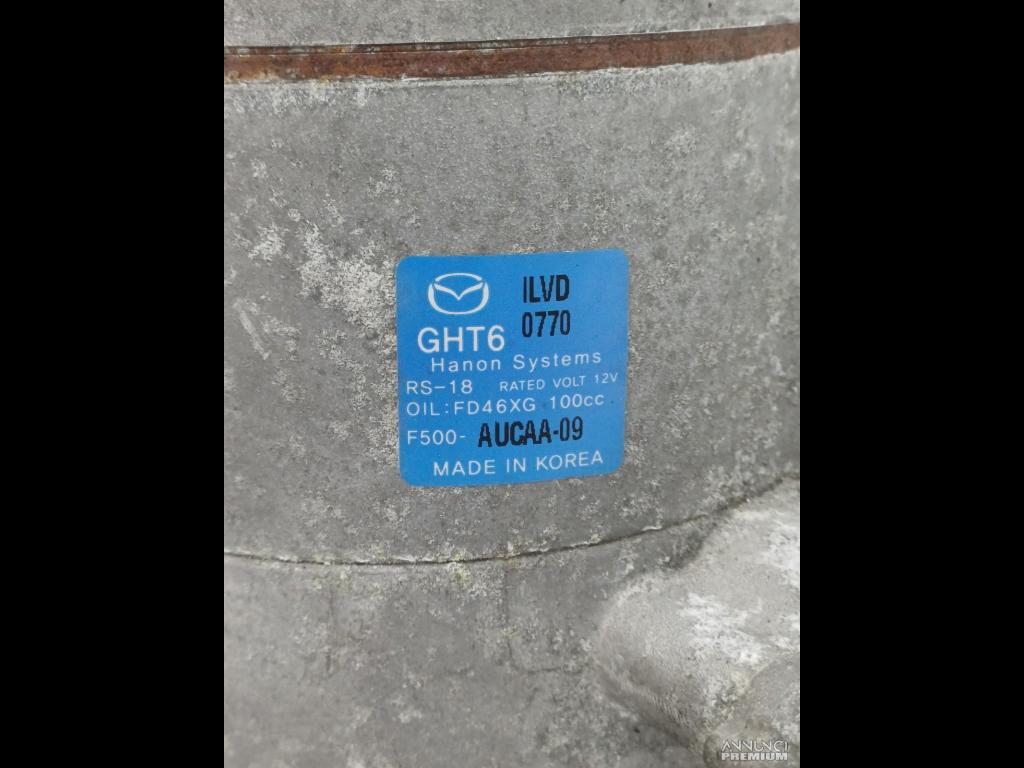 ILVD
GHT6 0770
Hanon Systems
RS-18 RATED VOLT 12V
OIL:FD46XG 100cc
F500- AUCAA-09
MADE IN KOREA
ANNUNCI
PREMIUM